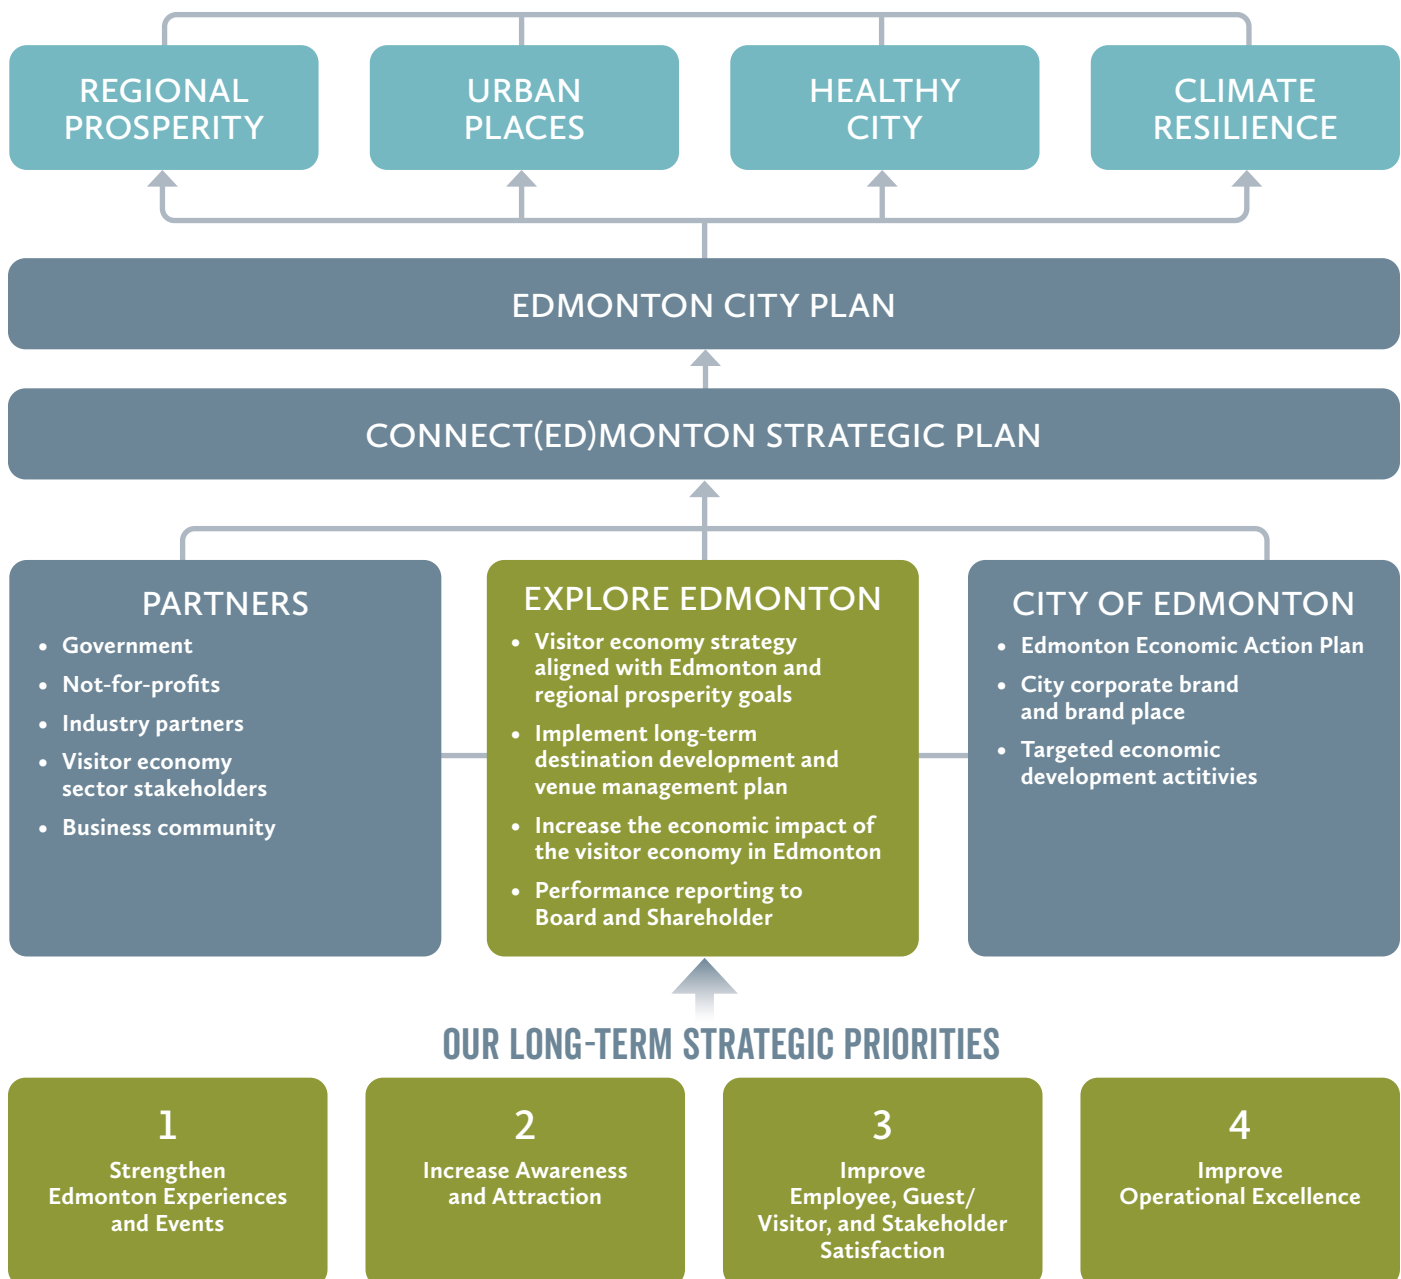 REGIONAL
PROSPERITY
URBAN
PLACES
HEALTHY
CITY
CLIMATE
RESILIENCE
EDMONTON CITY PLAN
CONNECT(ED)MONTON STRATEGIC PLAN
PARTNERS
• Government
• Not-for-profits
• Industry partners
• Visitor economy
sector stakeholders
• Business community
EXPLORE EDMONTON
• Visitor economy strategy
aligned with Edmonton and
regional prosperity goals
• Implement long-term
destination development and
venue management plan
• Increase the economic impact of
the visitor economy in Edmonton
• Performance reporting to
Board and Shareholder
CITY OF EDMONTON
• Edmonton Economic Action Plan
• City corporate brand
and brand place
• Targeted economic
development actitivies
OUR LONG-TERM STRATEGIC PRIORITIES
1
Strengthen
Edmonton Experiences
and Events
2
Increase Awareness
and Attraction
3
Improve
Employee, Guest/
Visitor, and Stakeholder
Satisfaction
4
Improve
Operational Excellence